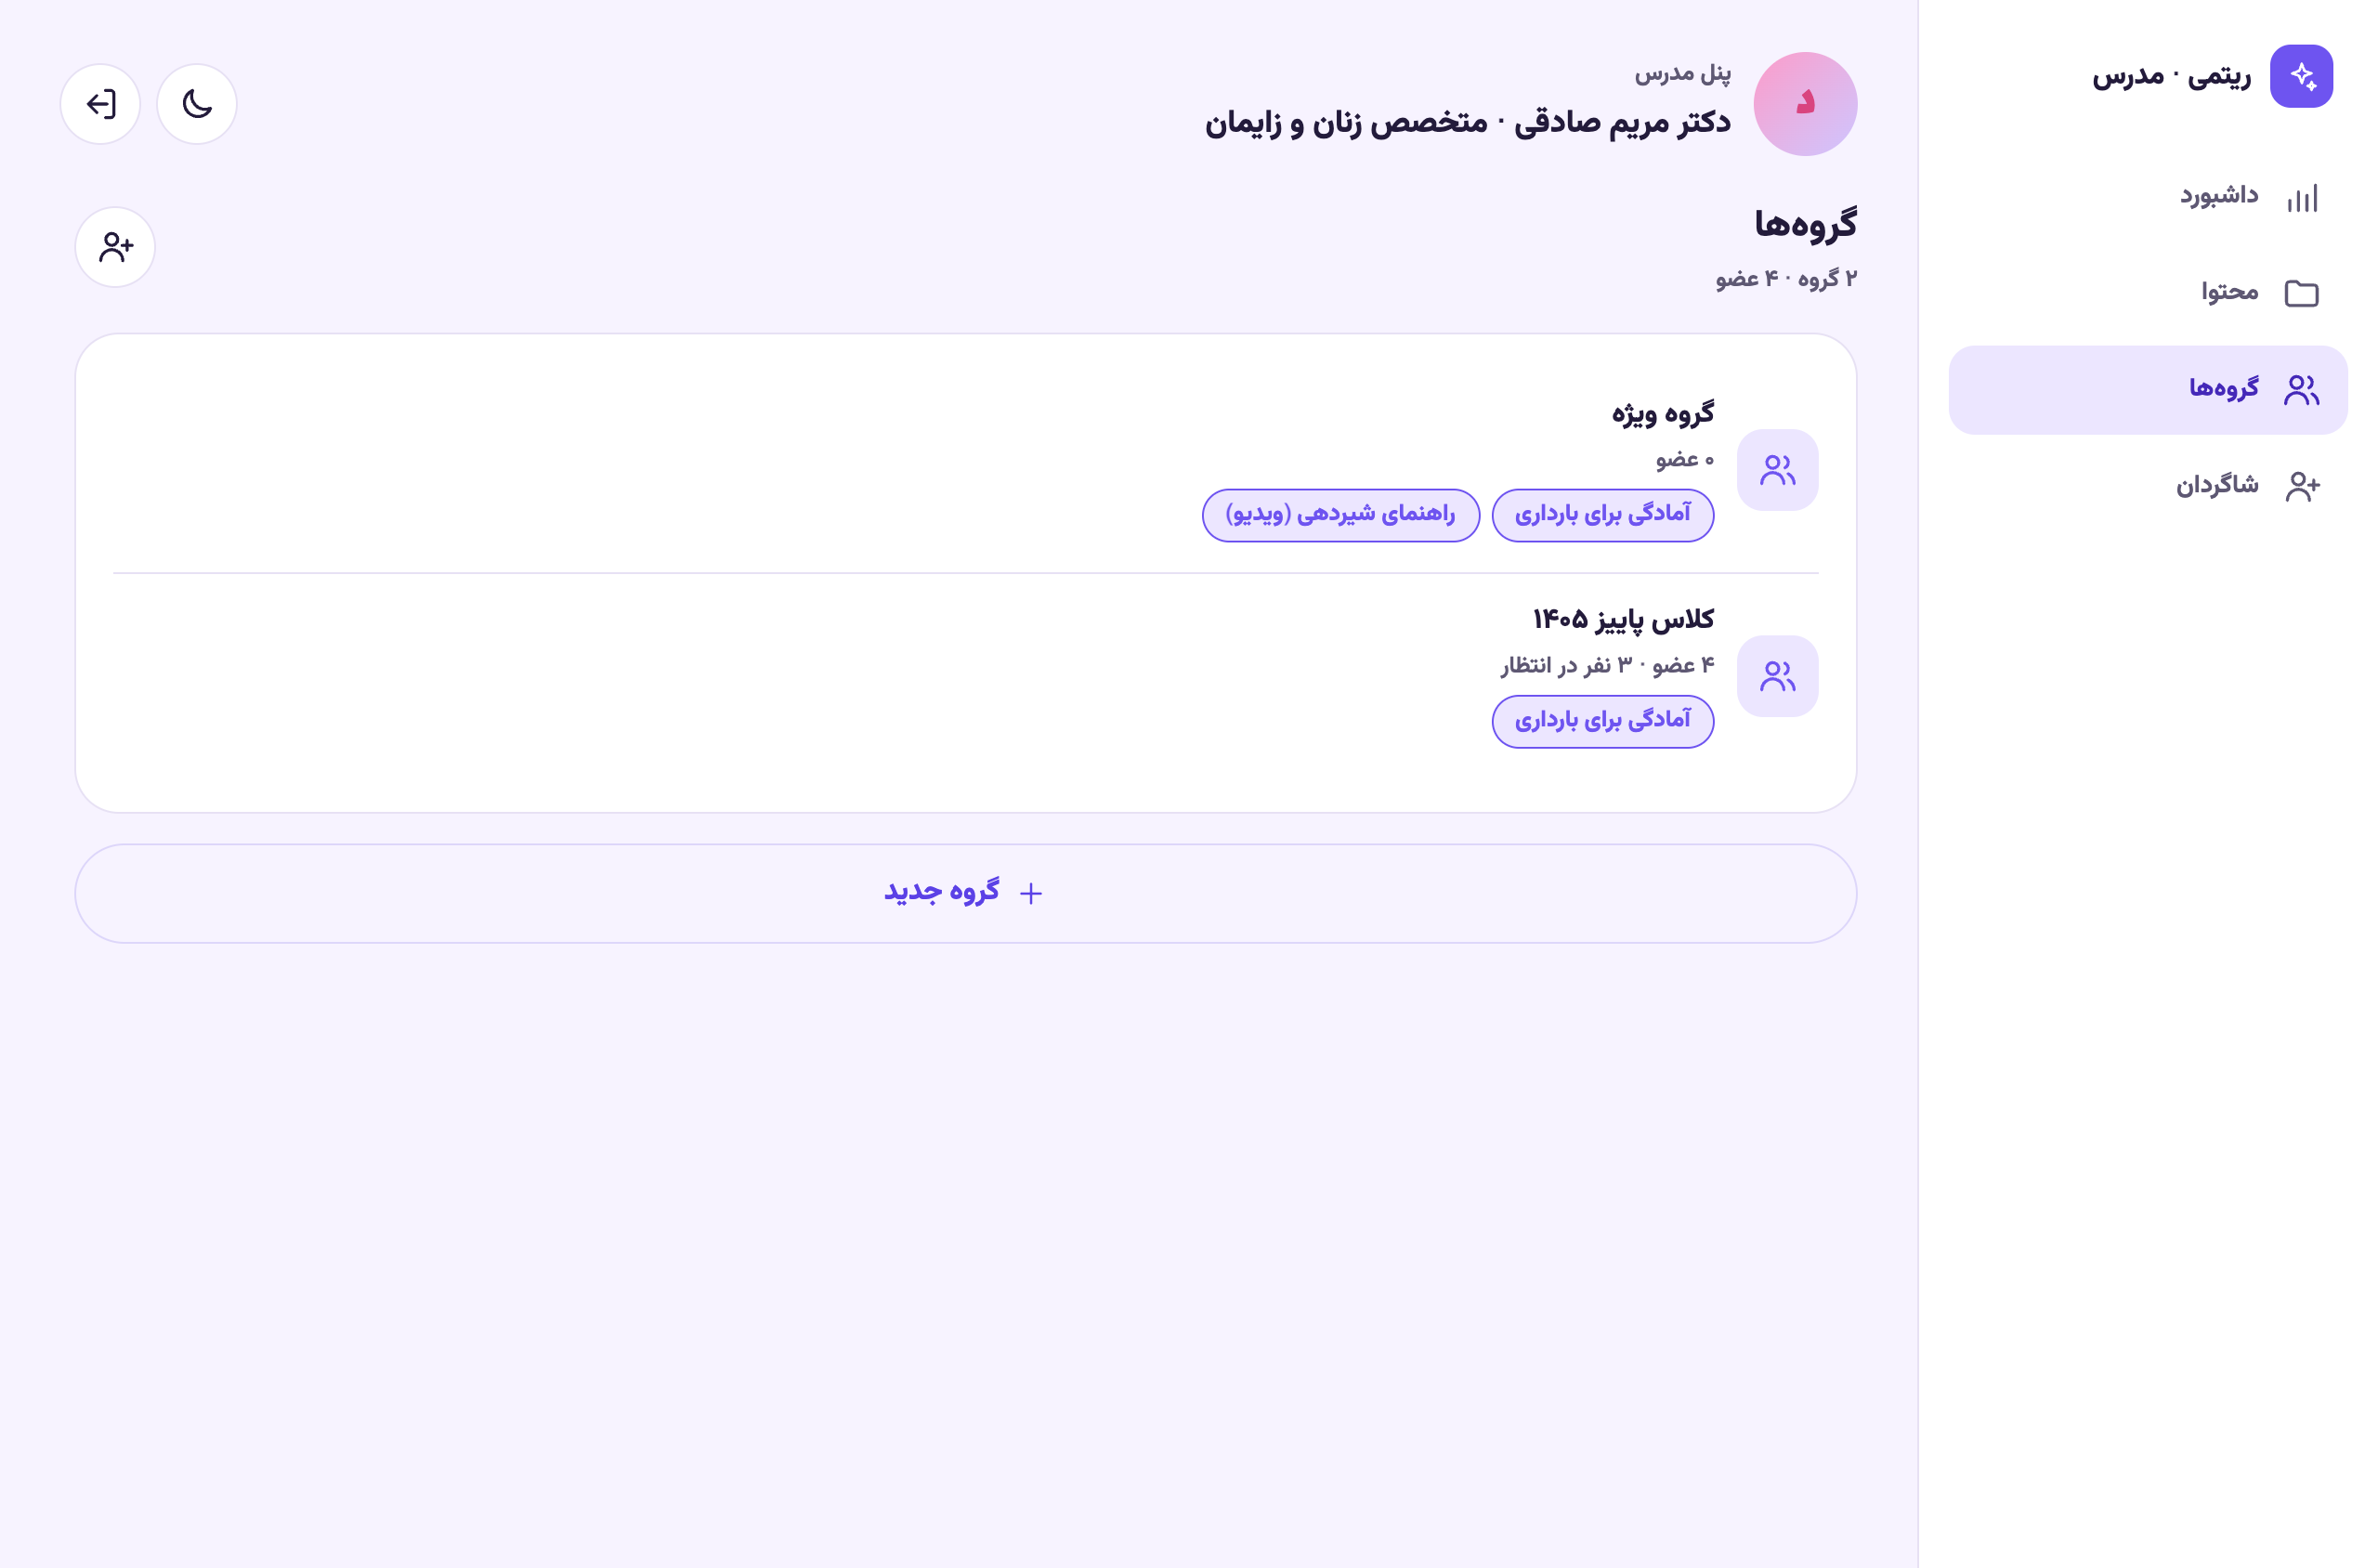 ریتمی · مدرس
داشبورد
محتوا
گروه‌ها
شاگردان
د
پنل مدرس
دکتر مریم صادقی · متخصص زنان و زایمان
گروه‌ها
۲ گروه · ۴ عضو
گروه ویژه
۰ عضو
آمادگی برای بارداری
راهنمای شیردهی (ویدیو)
کلاس پاییز ۱۴۰۵
۴ عضو · ۳ نفر در انتظار
آمادگی برای بارداری
گروه جدید